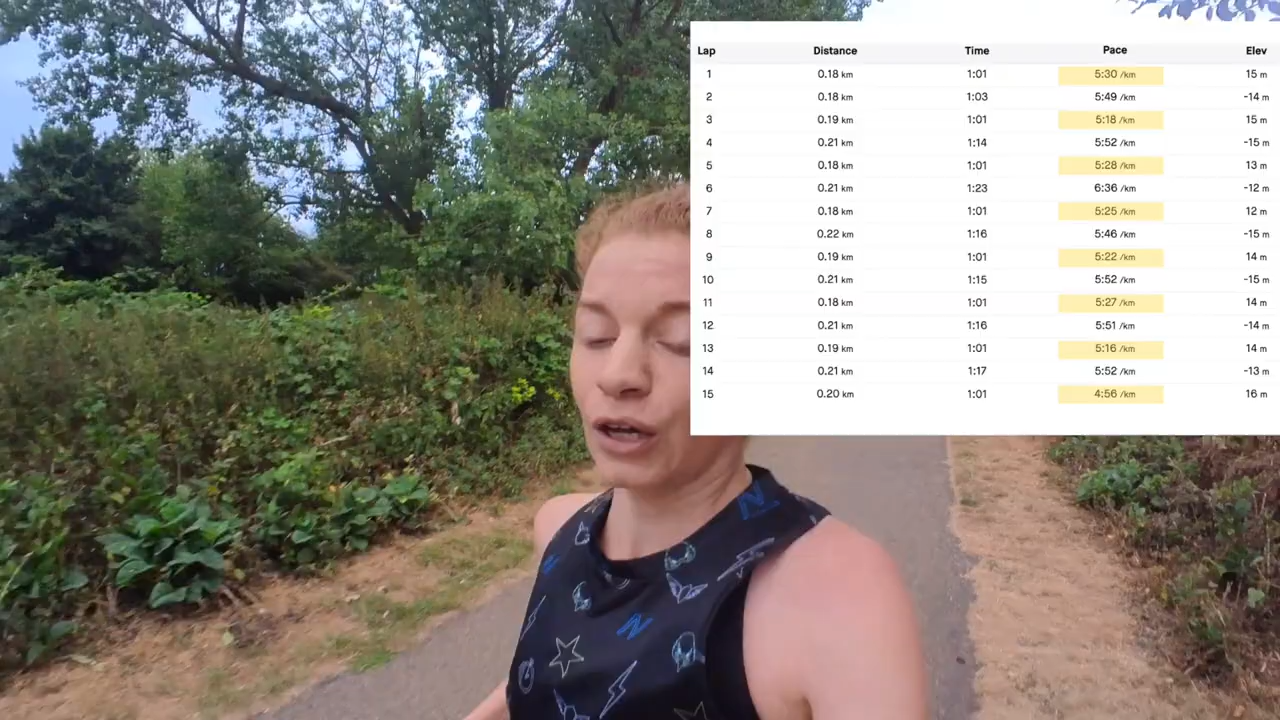 Lap Distance Time Pace Elev
1 0.18 km 1:01 5:30 /km 15 m
2 0.18 km 1:03 5:49 /km -14 m
3 0.19 km 1:01 5:18 /km 15 m
4 0.21 km 1:14 5:52 /km -15 m
5 0.18 km 1:01 5:28 /km 13 m
6 0.21 km 1:23 6:36 /km -12 m
7 0.18 km 1:01 5:25 /km 12 m
8 0.22 km 1:16 5:46 /km -15 m
9 0.19 km 1:01 5:22 /km 14 m
10 0.21 km 1:15 5:52 /km -15 m
11 0.18 km 1:01 5:27 /km 14 m
12 0.21 km 1:16 5:51 /km -14 m
13 0.19 km 1:01 5:16 /km 14 m
14 0.21 km 1:17 5:52 /km -13 m
15 0.20 km 1:01 4:56 /km 16 m
N
N
N